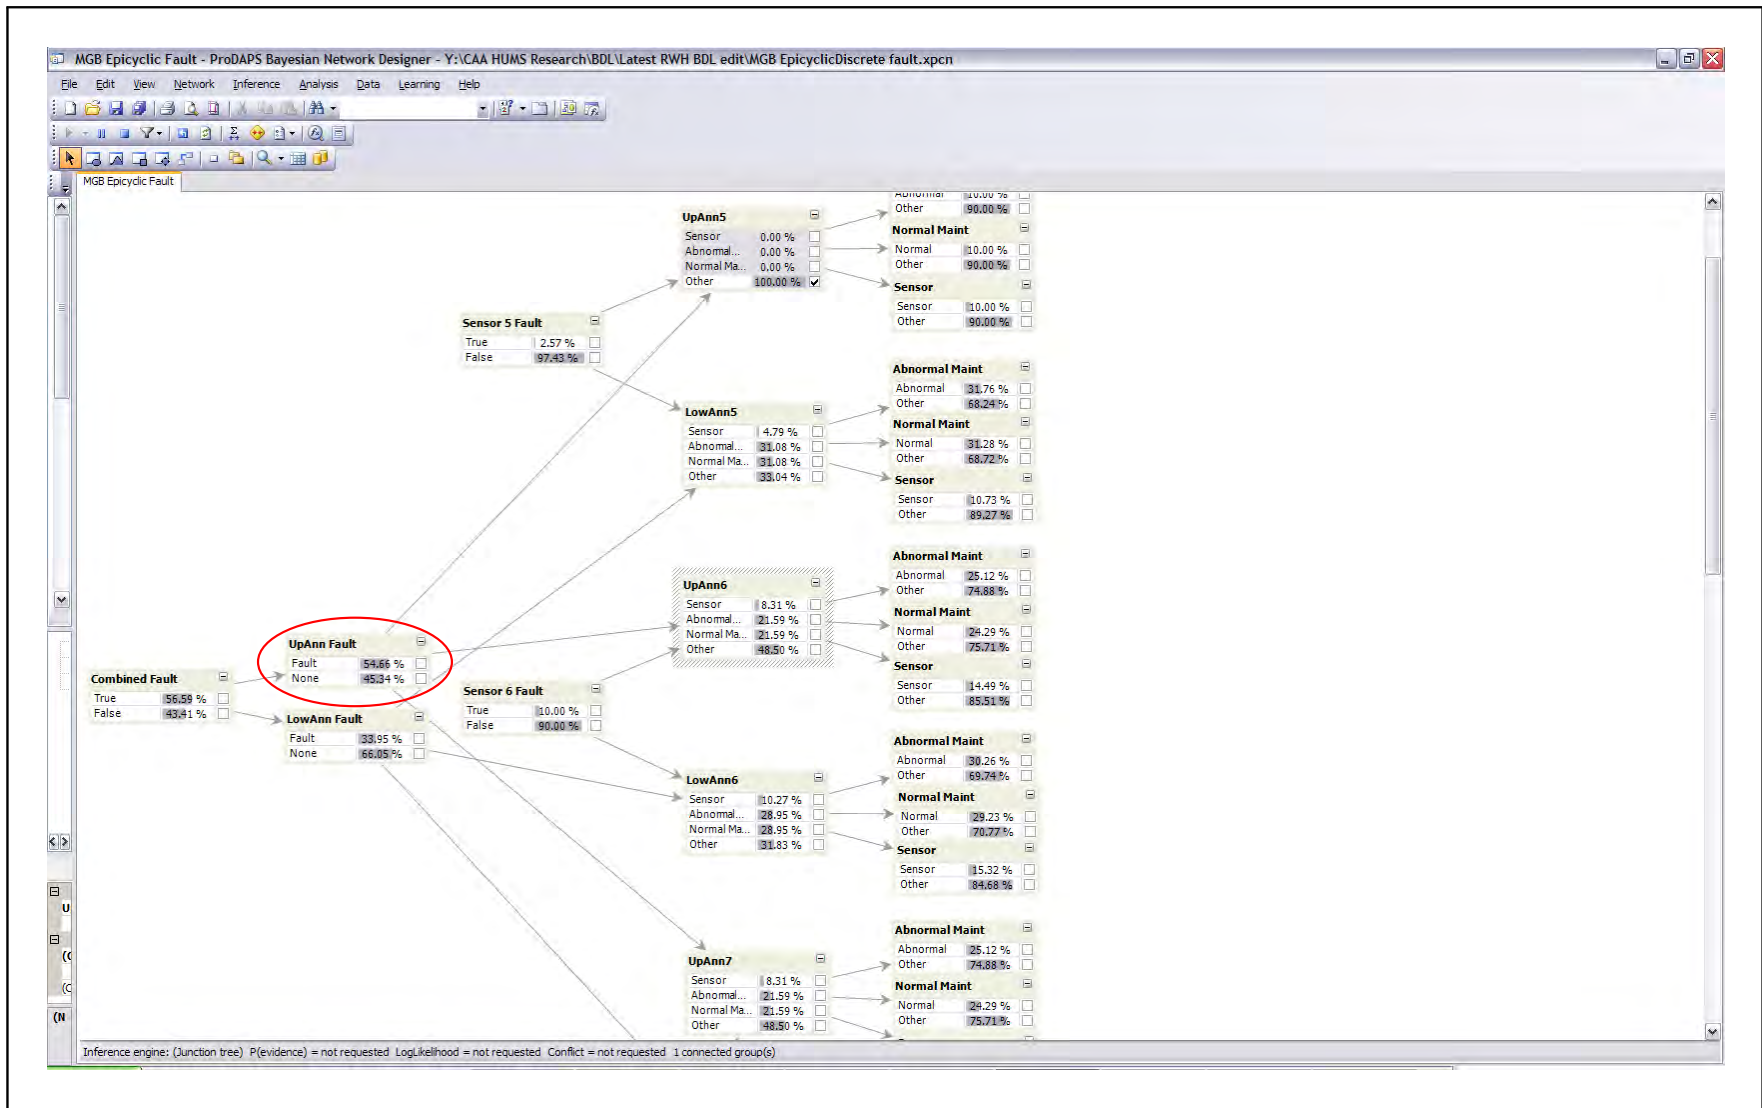 MGB Epicyclic Fault - ProDAPS Bayesian Network Designer - Y:\CAA HUMS Research\BDL\Latest RWH BDL edit\MGB EpicyclicDiscrete fault.xpcn
File Edit View Network Inference Analysis Data Learning Help
MGB Epicyclic Fault
Abnormal 10.00 %
Other 90.00 %
Normal Maint
Normal 10.00 %
Other 90.00 %
Sensor
Sensor 10.00 %
Other 90.00 %
UpAnn5
Sensor 0.00 %
Abnormal... 0.00 %
Normal Ma... 0.00 %
Other 100.00 %
Sensor 5 Fault
True 2.57 %
False 97.43 %
Abnormal Maint
Abnormal 31.76 %
Other 68.24 %
Normal Maint
Normal 31.28 %
Other 68.72 %
Sensor
Sensor 10.73 %
Other 89.27 %
LowAnn5
Sensor 4.79 %
Abnormal... 31.08 %
Normal Ma... 31.08 %
Other 33.04 %
Abnormal Maint
Abnormal 25.12 %
Other 74.88 %
Normal Maint
Normal 24.29 %
Other 75.71 %
Sensor
Sensor 14.49 %
Other 85.51 %
UpAnn6
Sensor 8.31 %
Abnormal... 21.59 %
Normal Ma... 21.59 %
Other 48.50 %
UpAnn Fault
Fault 54.66 %
None 45.34 %
Combined Fault
True 56.59 %
False 43.41 %
LowAnn Fault
Fault 33.95 %
None 66.05 %
Sensor 6 Fault
True 10.00 %
False 90.00 %
Abnormal Maint
Abnormal 30.26 %
Other 69.74 %
Normal Maint
Normal 29.23 %
Other 70.77 %
Sensor
Sensor 15.32 %
Other 84.68 %
LowAnn6
Sensor 10.27 %
Abnormal... 28.95 %
Normal Ma... 28.95 %
Other 31.83 %
Abnormal Maint
Abnormal 25.12 %
Other 74.88 %
Normal Maint
Normal 24.29 %
Other 75.71 %
UpAnn7
Sensor 8.31 %
Abnormal... 21.59 %
Normal Ma... 21.59 %
Other 48.50 %
U
(C
(C
(N
Inference engine: (Junction tree) P(evidence) = not requested LogLikelihood = not requested Conflict = not requested 1 connected group(s)